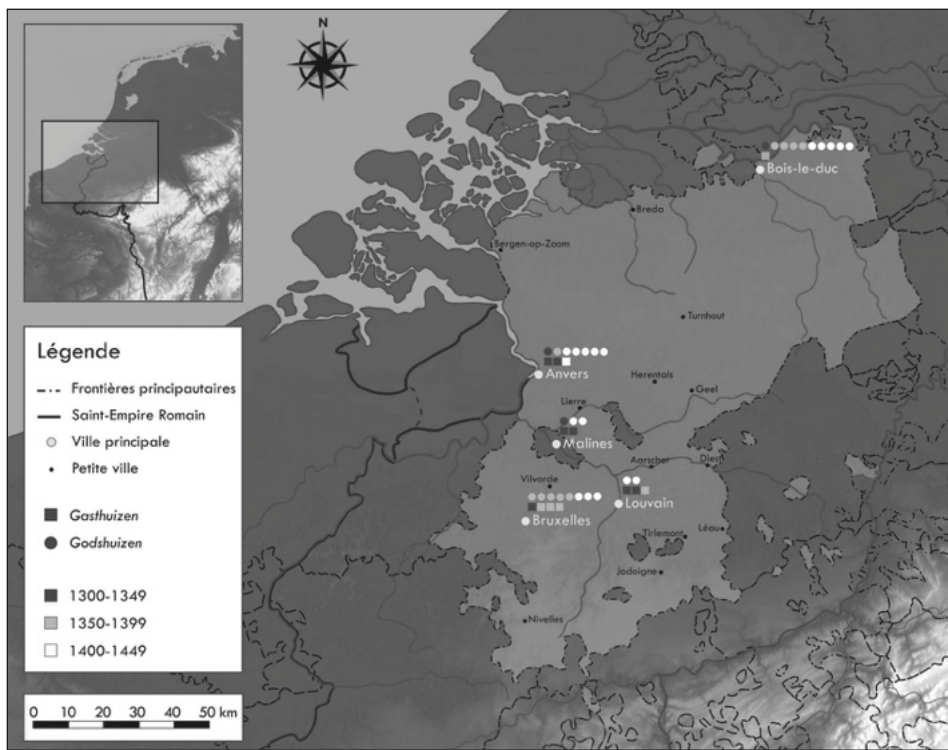 N
Bois-le-duc
Breda
Bergen-op-Zoom
Turnhout
Anvers
Herentals
Geel
Lierre
Malines
Aarschot
Diest
Vilvorde
Louvain
Bruxelles
Tirlemont
Léau
Jodoigne
Nivelles
Légende
Frontières principautaires
Saint-Empire Romain
Ville principale
Petite ville
Gasthuizen
Godshuizen
1300-1349
1350-1399
1400-1449
0 10 20 30 40 50 km